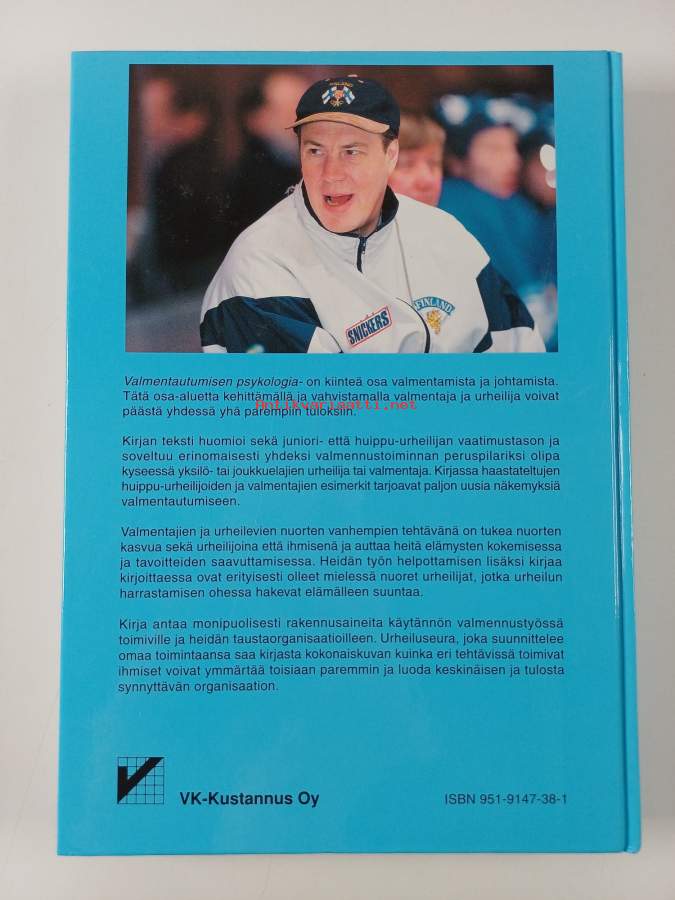 FINLAND
SNICKERS
FINLAND
Valmentautumisen psykologia- on kiinteä osa valmentamista ja johtamista.
Tätä osa-aluetta kehittämällä ja vahvistamalla valmentaja ja urheilija voivat
Antikvariaatti.net
päästä yhdessä yhä parempiin tuloksiin.
Kirjan teksti huomioi sekä juniori- että huippu-urheilijan vaatimustason ja
soveltuu erinomaisesti yhdeksi valmennustoiminnan peruspilariksi olipa
kyseessä yksilö- tai joukkuelajien urheilija tai valmentaja. Kirjassa haastateltujen
huippu-urheilijoiden ja valmentajien esimerkit tarjoavat paljon uusia näkemyksiä
valmentautumiseen.
Valmentajien ja urheilevien nuorten vanhempien tehtävänä on tukea nuorten
kasvua sekä urheilijoina että ihmisenä ja auttaa heitä elämysten kokemisessa
ja tavoitteiden saavuttamisessa. Heidän työn helpottamisen lisäksi kirjaa
kirjoittaessa ovat erityisesti olleet mielessä nuoret urheilijat, jotka urheilun
harrastamisen ohessa hakevat elämälleen suuntaa.
Kirja antaa monipuolisesti rakennusaineita käytännön valmennustyössä
toimiville ja heidän taustaorganisaatioilleen. Urheiluseura, joka suunnittelee
omaa toimintaansa saa kirjasta kokonaiskuvan kuinka eri tehtävissä toimivat
ihmiset voivat ymmärtää toisiaan paremmin ja luoda keskinäisen ja tulosta
synnyttävän organisaation.
VK-Kustannus Oy
ISBN 951-9147-38-1